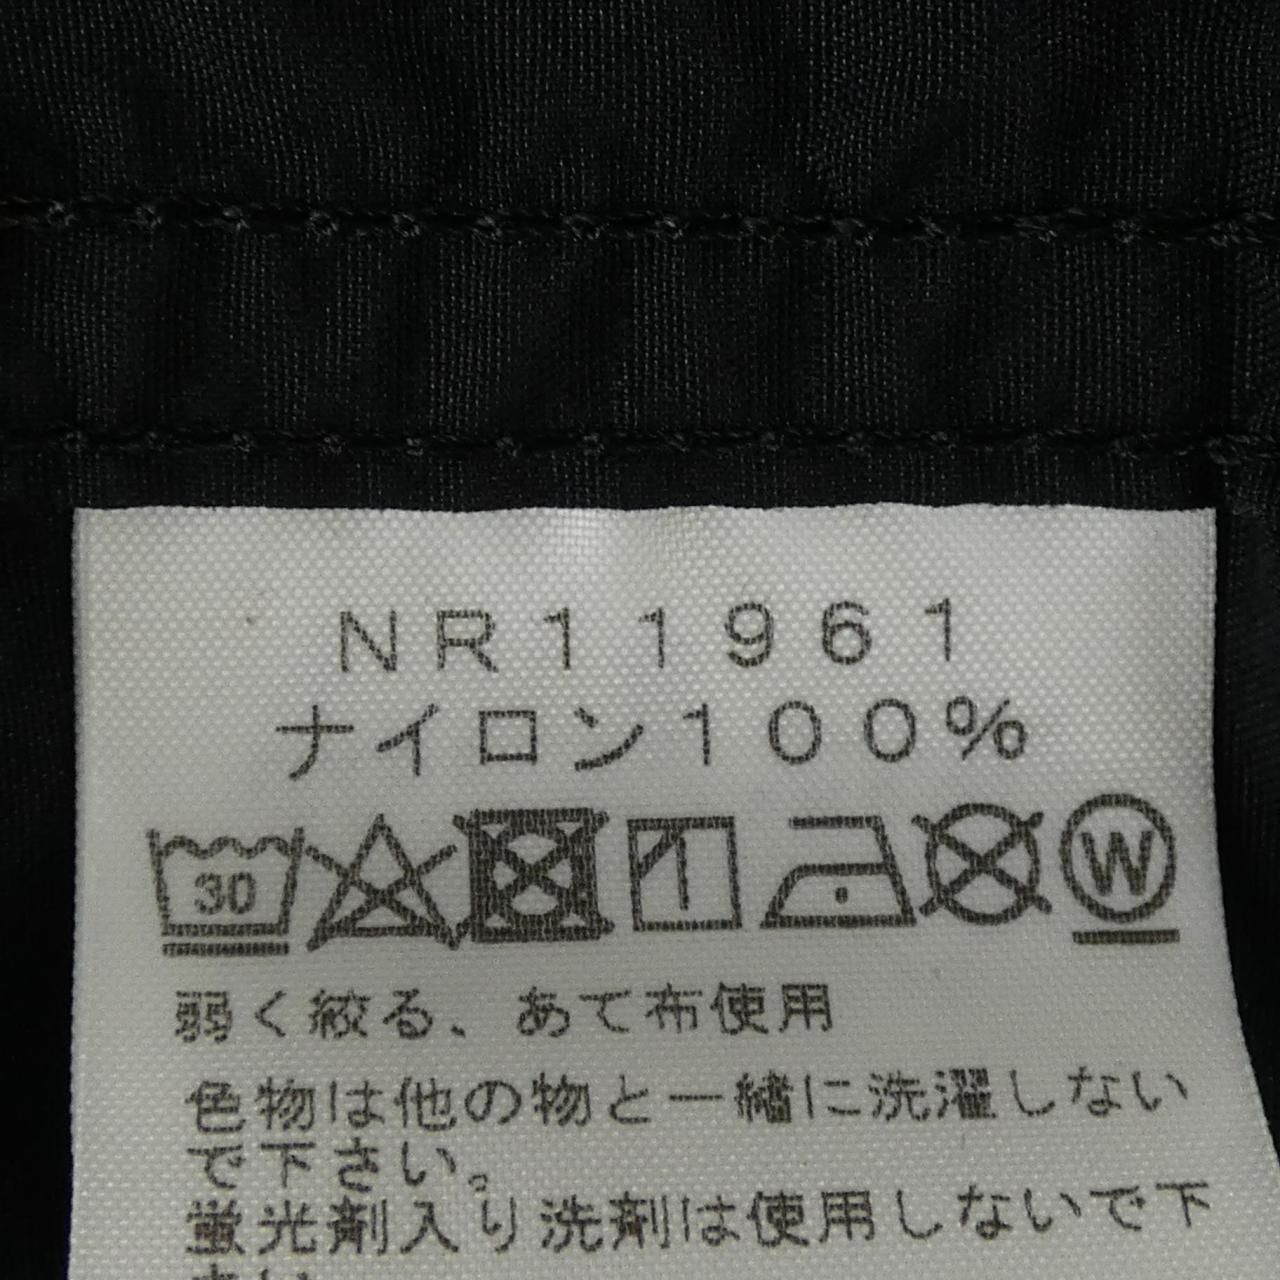 NR11961
ナイロン100%
30 W
弱く絞る、あて布使用
色物は他の物と一緒に洗濯しない
で下さい。
蛍光剤入り洗剤は使用しないで下
さい